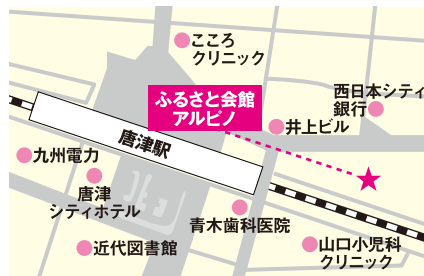 こころ
クリニック
ふるさと会館
アルピノ
西日本シティ
銀行
井上ビル
唐津駅
九州電力
唐津
シティホテル
青木歯科医院
近代図書館
山口小児科
クリニック